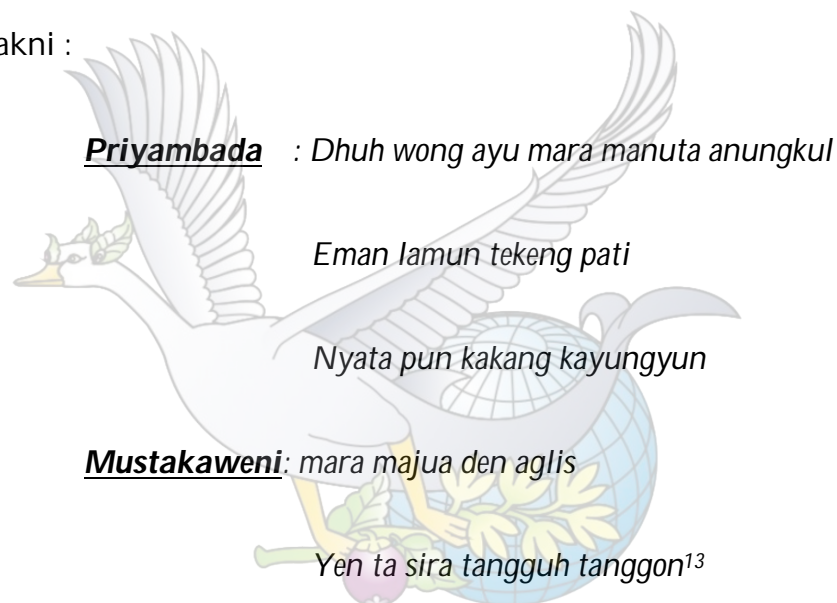 akni :
Priyambada : Dhuh wong ayu mara manuta anungkul
Eman lamun tekeng pati
Nyata pun kakang kayungyun
Mustakaweni: mara majua den aglis
Yen ta sira tangguh tanggon¹³